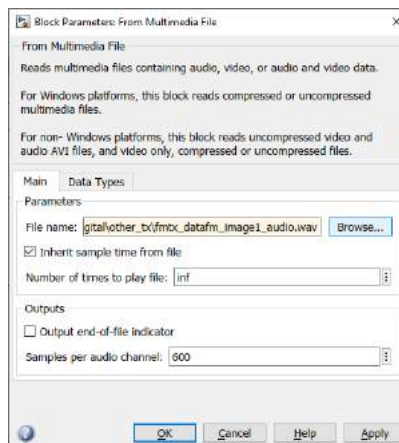 Block Parameters: From Multimedia File
From Multimedia File
Reads multimedia files containing audio, video, or audio and video data.
For Windows platforms, this block reads compressed or uncompressed
multimedia files.
For non- Windows platforms, this block reads uncompressed video and
audio AVI files, and video only, compressed or uncompressed files.
Main Data Types
Parameters
File name: gital\other_tx\fmtx_datafm_image1_audio.wav Browse...
Inherit sample time from file
Number of times to play file: inf
Outputs
Output end-of-file indicator
Samples per audio channel: 600
OK Cancel Help Apply